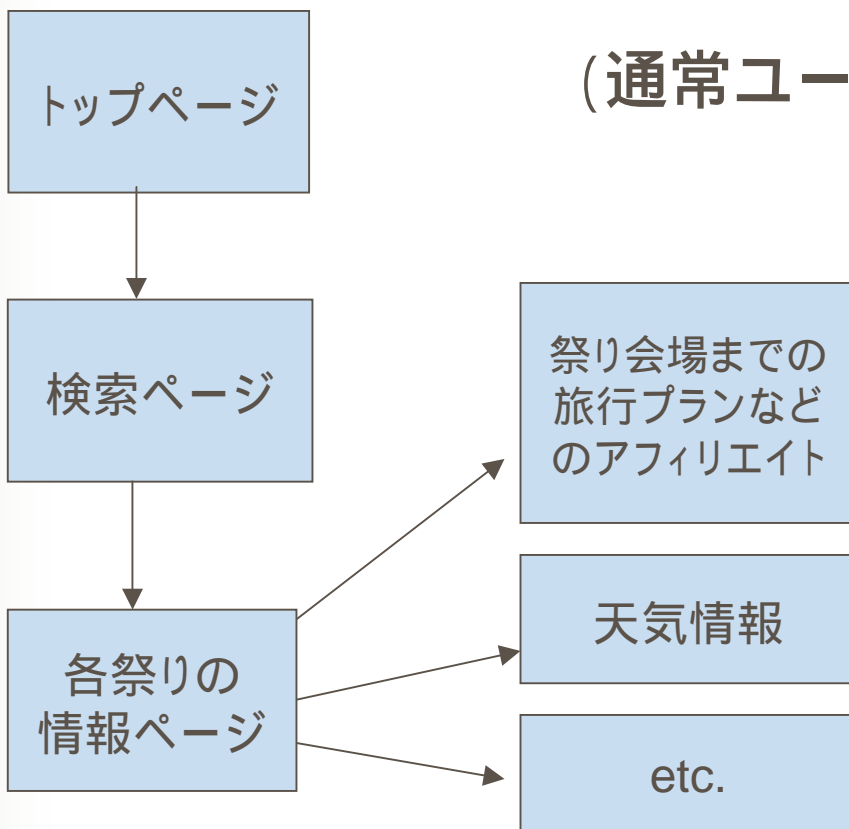 (通常ユー
トップページ
検索ページ
各祭りの
情報ページ
祭り会場までの
旅行プランなど
のアフィリエイト
天気情報
etc.